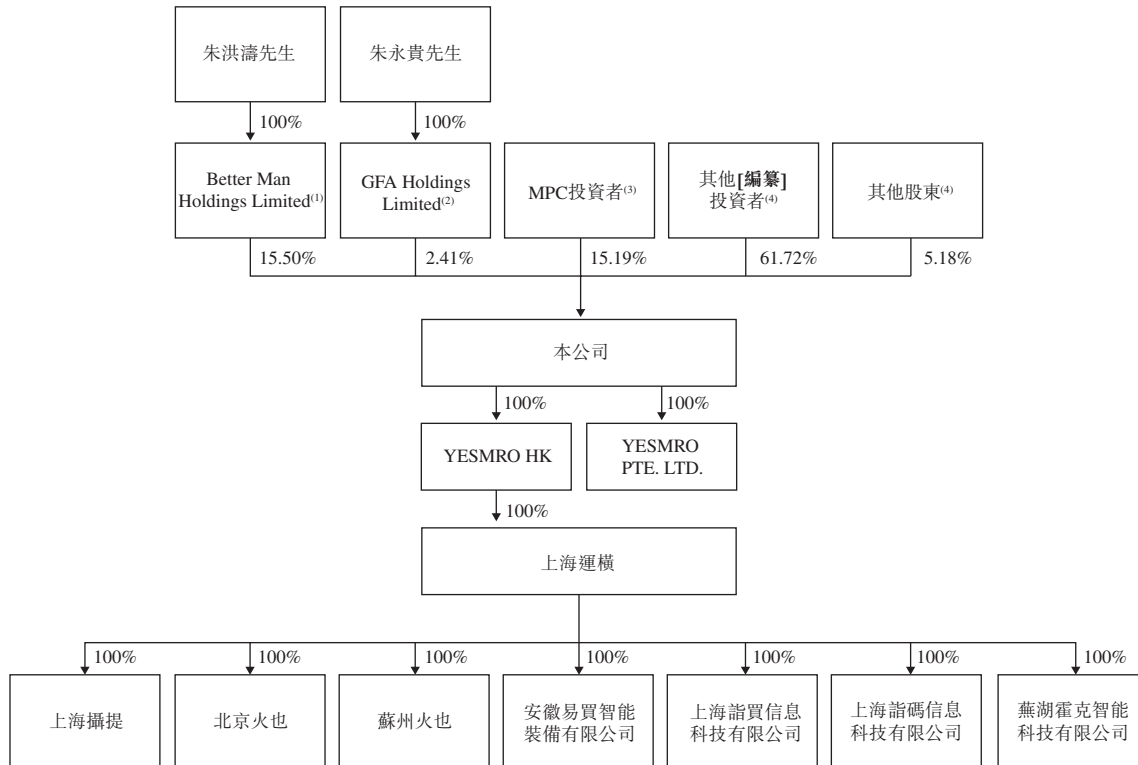 朱洪濤先生
朱永貴先生
100%
100%
Better Man
Holdings Limited(1)
GFA Holdings
Limited(2)
MPC投資者(3)
其他[編纂]
投資者(4)
其他股東(4)
15.50%
2.41%
15.19%
61.72%
5.18%
本公司
100%
100%
YESMRO HK
YESMRO
PTE. LTD.
100%
上海運橫
100%
100%
100%
100%
100%
100%
100%
上海攝提
北京火也
蘇州火也
安徽易買智能
裝備有限公司
上海詣買信息
科技有限公司
上海詣碼信息
科技有限公司
蕪湖霍克智能
科技有限公司